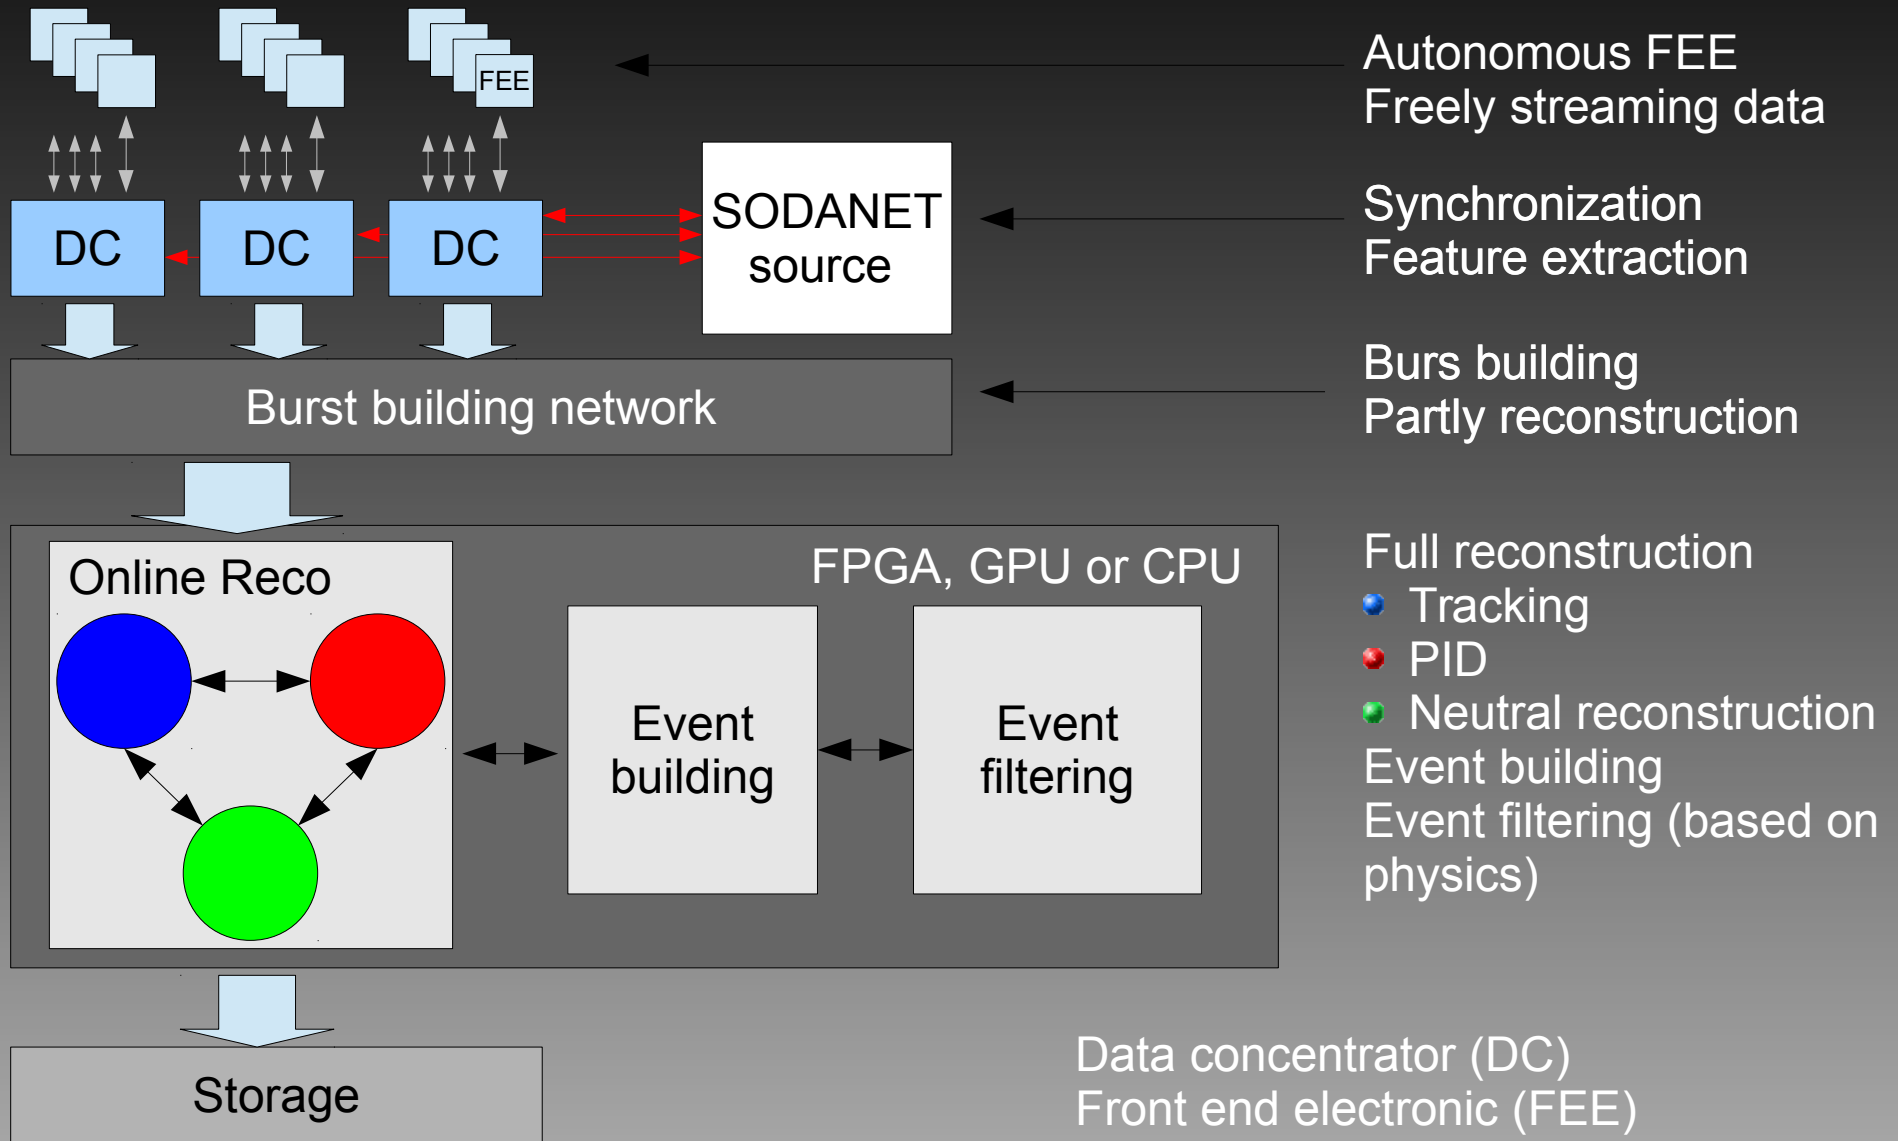 FEE
Autonomous FEE
Freely streaming data
DC
DC
DC
SODANET
source
Synchronization
Feature extraction
Burst building network
Burs building
Partly reconstruction
Online Reco
FPGA, GPU or CPU
Event
building
Event
filtering
Full reconstruction
Tracking
PID
Neutral reconstruction
Event building
Event filtering (based on
physics)
Storage
Data concentrator (DC)
Front end electronic (FEE)